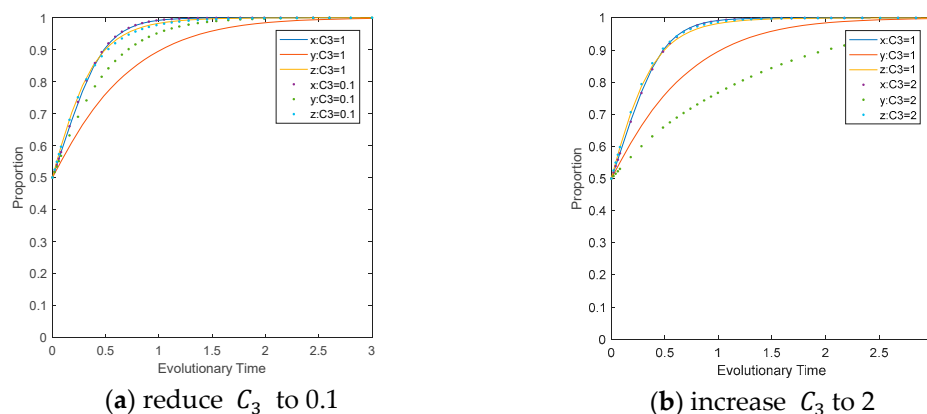 1
0.9
0.8
0.7
0.6
0.5
0.4
0.3
0.2
0.1
0
Proportion
0
0.5
1
1.5
2
2.5
3
Evolutionary Time
x:C3=1
y:C3=1
z:C3=1
x:C3=0.1
y:C3=0.1
z:C3=0.1
(a) reduce C3 to 0.1
1
0.9
0.8
0.7
0.6
0.5
0.4
0.3
0.2
0.1
0
Proportion
0
0.5
1
1.5
2
2.5
Evolutionary Time
x:C3=1
y:C3=1
z:C3=1
x:C3=2
y:C3=2
z:C3=2
(b) increase C3 to 2